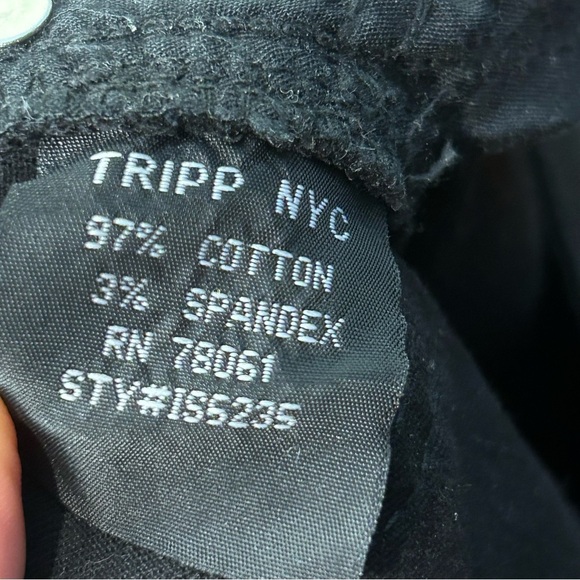 TRIPP NYC
97% COTTON
3% SPANDEX
RN 78061
STY#IS6235